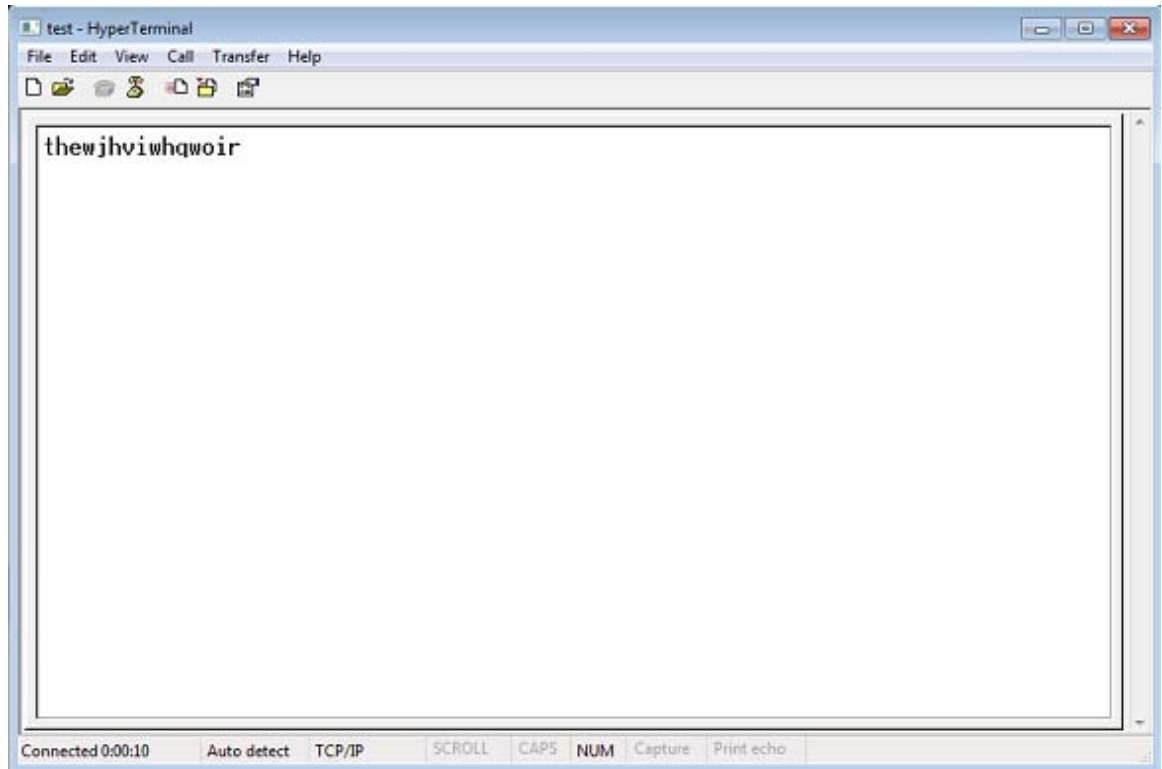 test - HyperTerminal
File Edit View Call Transfer Help
thewjhviwhqwoir
Connected 0:00:10 Auto detect TCP/IP SCROLL CAPS NUM Capture Print echo